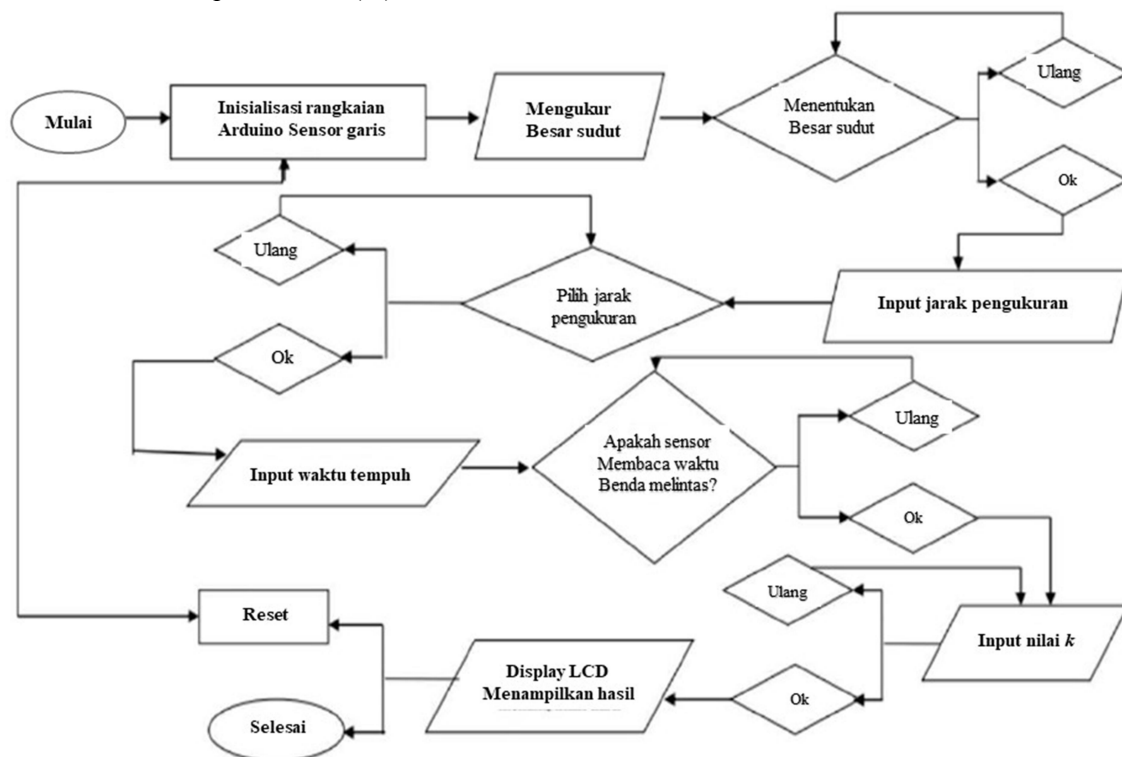 Mulai
Inisialisasi rangkaian
Arduino Sensor garis
Mengukur
Besar sudut
Menentukan
Besar sudut
Ulang
Ok
Input jarak pengukuran
Pilih jarak
pengukuran
Ulang
Ok
Input waktu tempuh
Apakah sensor
Membaca waktu
Benda melintas?
Ulang
Ok
Input nilai k
Ulang
Ok
Display LCD
Menampilkan hasil
Reset
Selesai